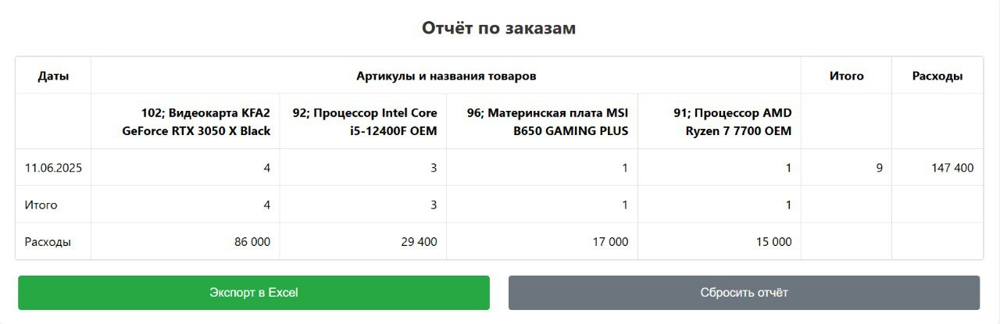 Отчёт по заказам
Даты Артикулы и названия товаров Итого Расходы
102; Видеокарта KFA2 92; Процессор Intel Core 96; Материнская плата MSI 91; Процессор AMD
GeForce RTX 3050 X Black i5-12400F OEM B650 GAMING PLUS Ryzen 7 7700 OEM
11.06.2025 4 3 1 1 9 147 400
Итого 4 3 1 1
Расходы 86 000 29 400 17 000 15 000
Экспорт в Excel Сбросить отчёт